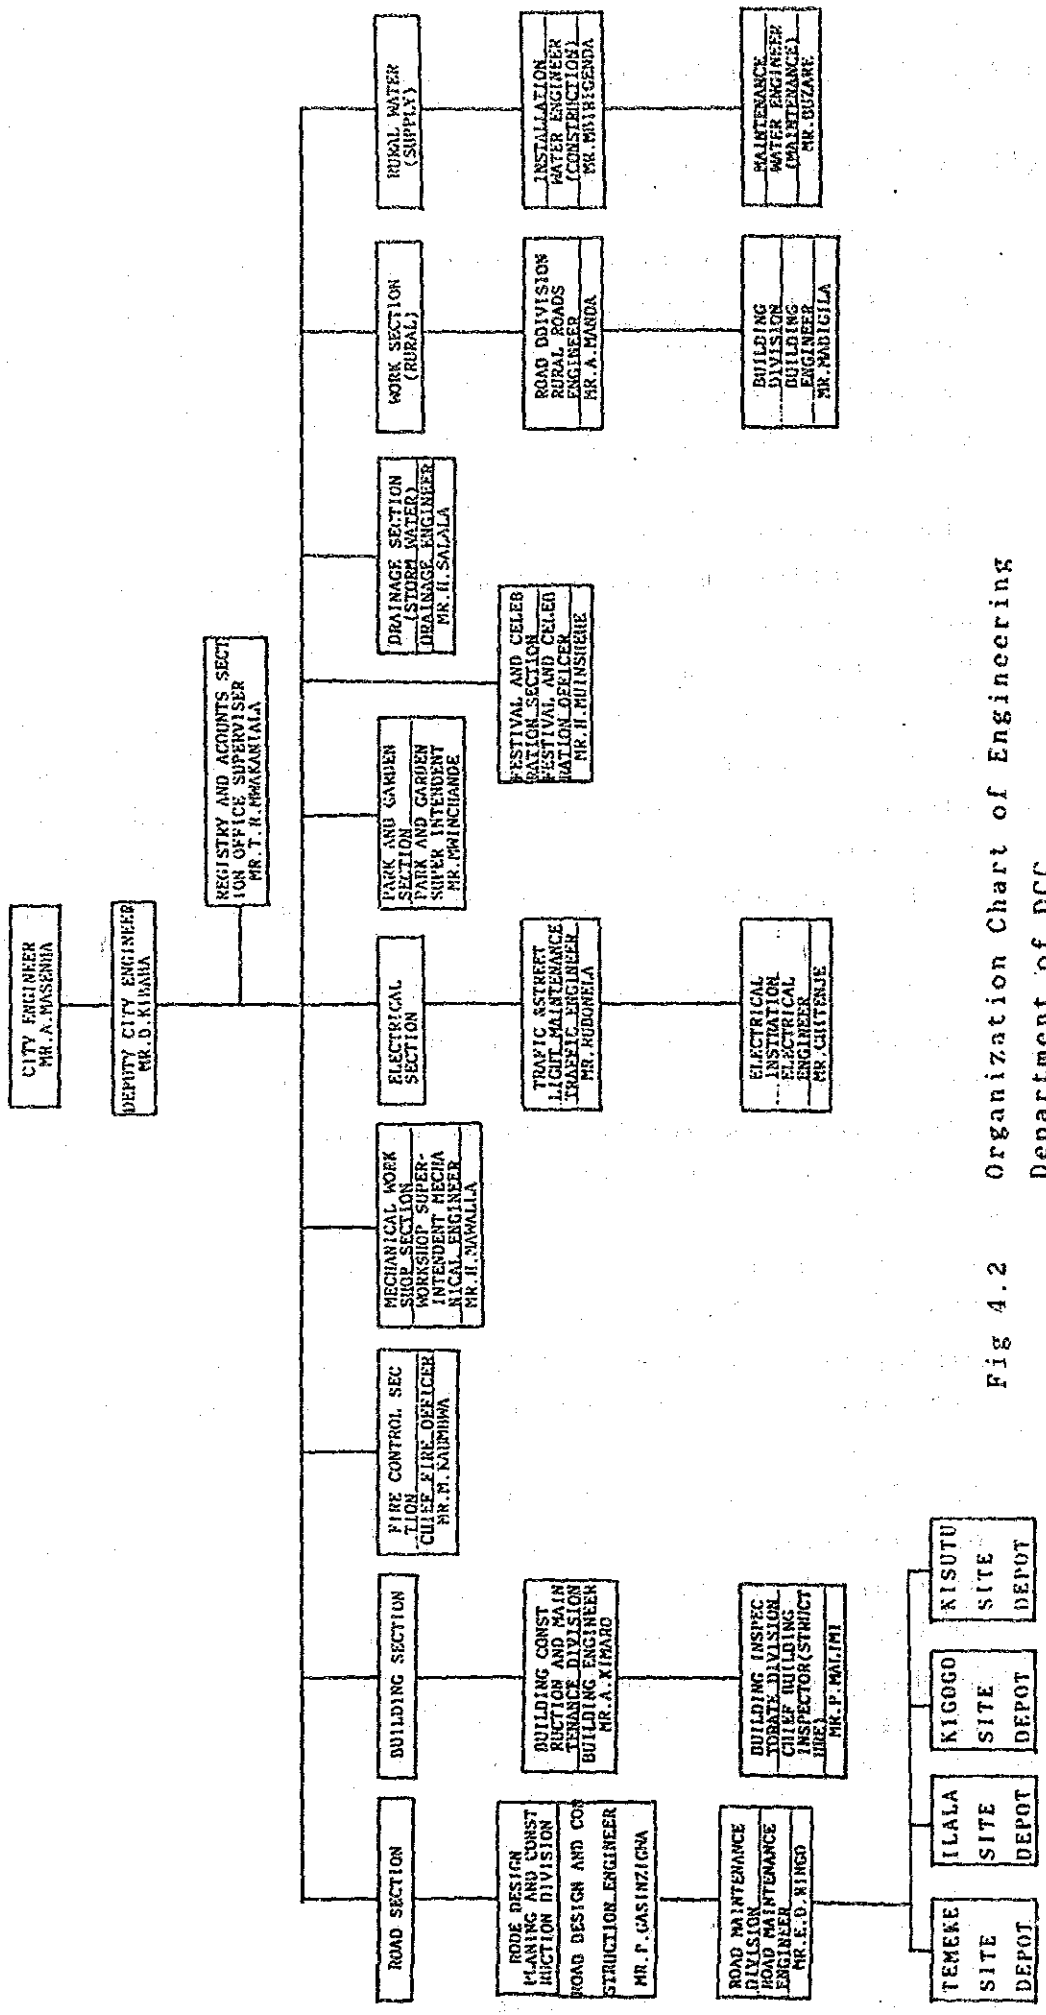 CITY ENGINEER
MR.A.MASENHA
DEPUTY CITY ENGINEER
MR.D.KIBAHA
REGISTRY AND ACOUNTS SECT
ION OFFICE SUPERVISER
MR.T.R.MWAKANJALA
ROAD SECTION
BUILDING SECTION
FIRE CONTROL SEC
TION
CHIEF FIRE OFFICER
MR.M.
MECHANICAL WORK
SHOP SECTION
WORKSHOP SUPER-
INTENDENT MECHA
NICAL ENGINEER
MR.H.MAWALLA
ELECTRICAL
SECTION
PARK AND GARDEN
SECTION
PARK AND GARDEN
SUPER INTENDENT
MR.MWINCHANDE
DRAINAGE SECTION
(STORM WATER)
DRAINAGE ENGINEER
MR.H.SALALA
WORK SECTION
(RURAL)
RURAL WATER
(SUPPLY)
RODE DESIGN
PLANING AND CONST
RUCTION DIVISION
ROAD DESIGN AND CON
STRUCTION ENGINEER
MR.P.GASINZIGWA
BUILDING CONST
RUCTION AND MAIN
TENANCE DIVISION
BUILDING ENGINEER
MR.A.KIMARO
TRAFIC &STREET
LIGHT MAINTENANCE
TRAFFIC ENGINEER
MR.RUBONELA
FESTIVAL AND CELEB
RATION SECTION
FESTIVAL AND CELEB
RATION OFFICER
MR.H.
ROAD DDIVISION
RURAL ROADS
ENGINEER
MR.A.MANDA
INSTALLATION
WATER ENGINEER
(CONSTRUCTION)
MR.
ROAD MAINTENANCE
DIVISION
ROAD MAINTENANCE
ENGINEER
MR.E.D.MINGO
BUILDING INSPEC
TORATE DIVISION
CHIEF BUILDING
INSPECTOR(STRUCT
URE)
MR.P.MALIMI
ELECTRICAL
INSTRATION
ELECTRICAL
ENGINEER
MR.CHITENJE
BUILDING
DIVISION
BUILDING
ENGINEER
MR.MADIGILA
MAINTENANCE
WATER ENGINEER
(MAINTENANCE)
MR.BUZARE
TEMEKE
SITE
DEPOT
ILALA
SITE
DEPOT
KIGOGO
SITE
DEPOT
KISUTU
SITE
DEPOT
Fig 4.2 Organization Chart of Engineering
Department of DCC